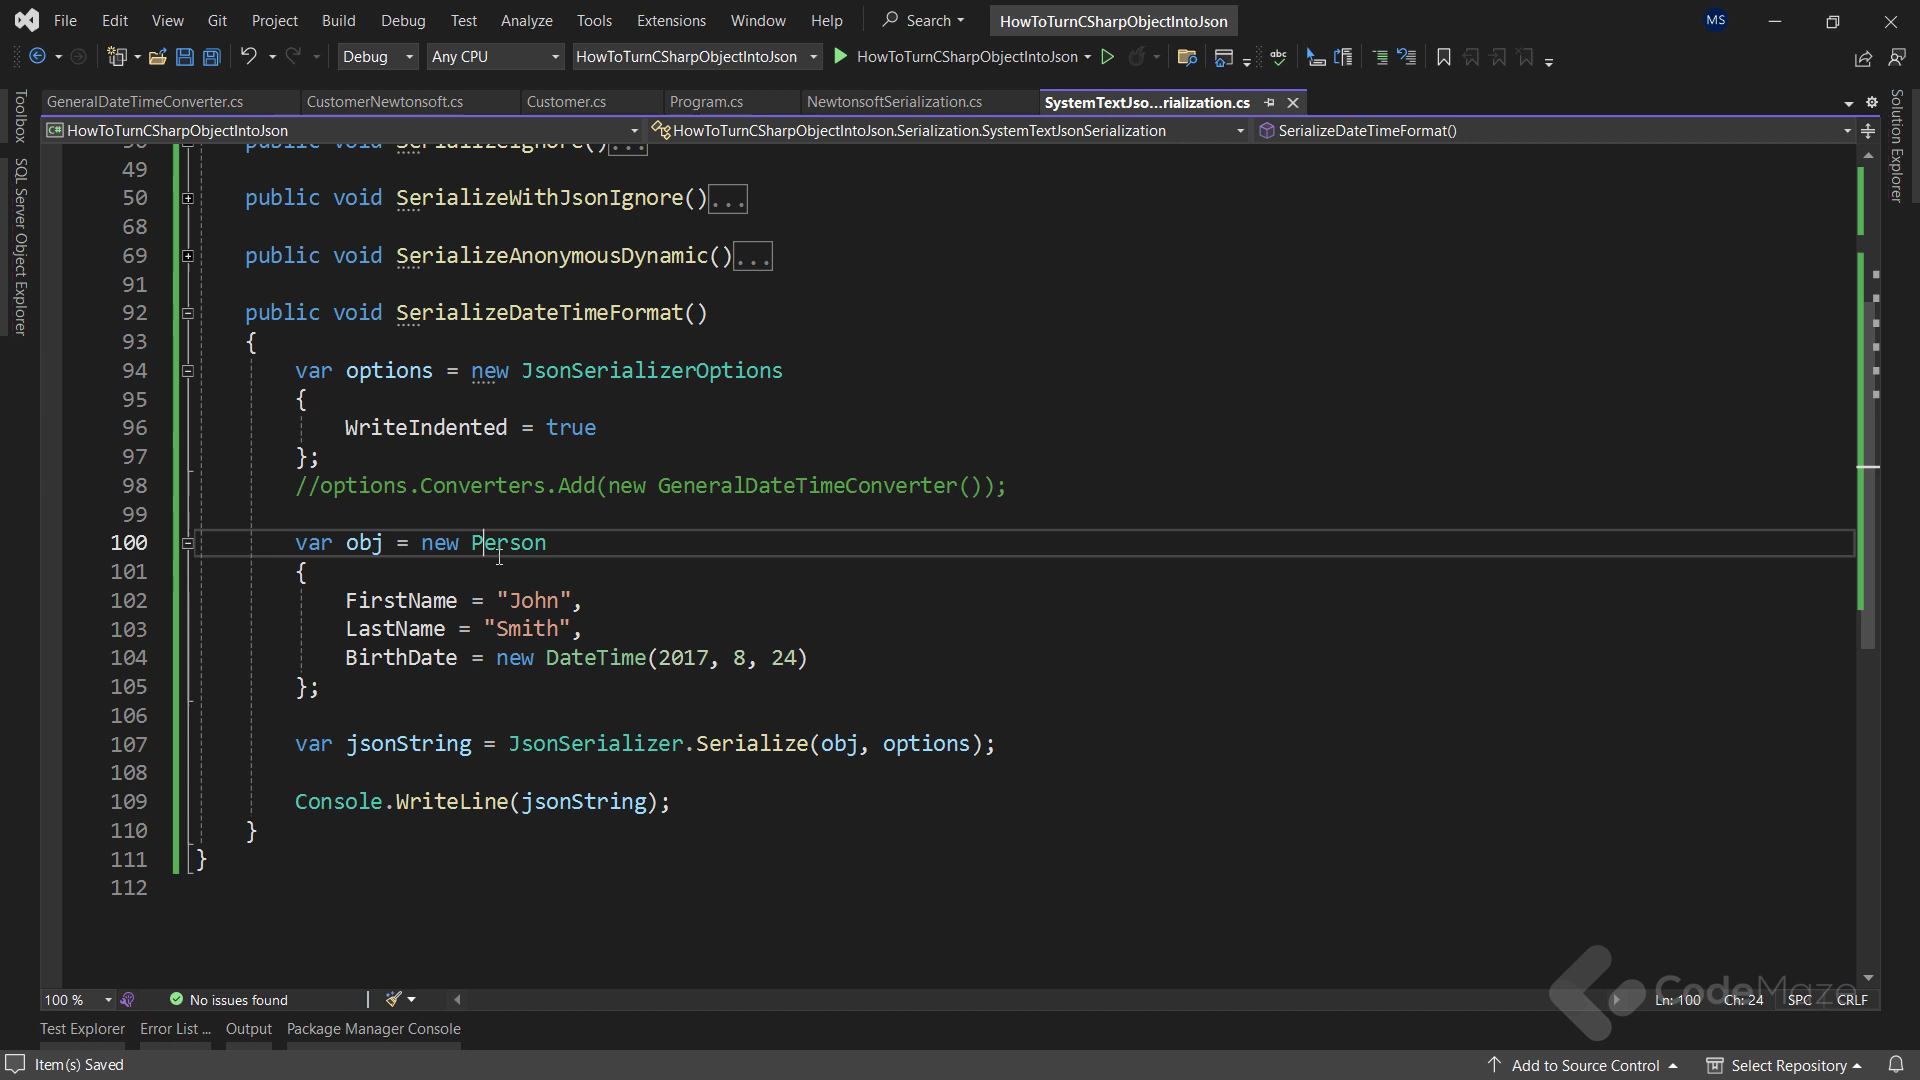 File Edit View Git Project Build Debug Test Analyze Tools Extensions Window Help Search HowToTurnCSharpObjectIntoJson MS
Debug Any CPU HowToTurnCSharpObjectIntoJson HowToTurnCSharpObjectIntoJson
GeneralDateTimeConverter.cs CustomerNewtonsoft.cs Customer.cs Program.cs NewtonsoftSerialization.cs SystemTextJso...rialization.cs
HowToTurnCSharpObjectIntoJson HowToTurnCSharpObjectIntoJson.Serialization.SystemTextJsonSerialization SerializeDateTimeFormat()
Toolbox
SQL Server Object Explorer
Solution Explorer
public void SerializeIgnore()...
49
50 public void SerializeWithJsonIgnore()...
68
69 public void SerializeAnonymousDynamic()...
91
92 public void SerializeDateTimeFormat()
93 {
94 var options = new JsonSerializerOptions
95 {
96 WriteIndented = true
97 };
98 //options.Converters.Add(new GeneralDateTimeConverter());
99
100 var obj = new Person
101 {
102 FirstName = "John",
103 LastName = "Smith",
104 BirthDate = new DateTime(2017, 8, 24)
105 };
106
107 var jsonString = JsonSerializer.Serialize(obj, options);
108
109 Console.WriteLine(jsonString);
110 }
111 }
112
CodeMaze
100 % No issues found Ln: 100 Ch: 24 SPC CRLF
Test Explorer Error List ... Output Package Manager Console
Item(s) Saved Add to Source Control Select Repository